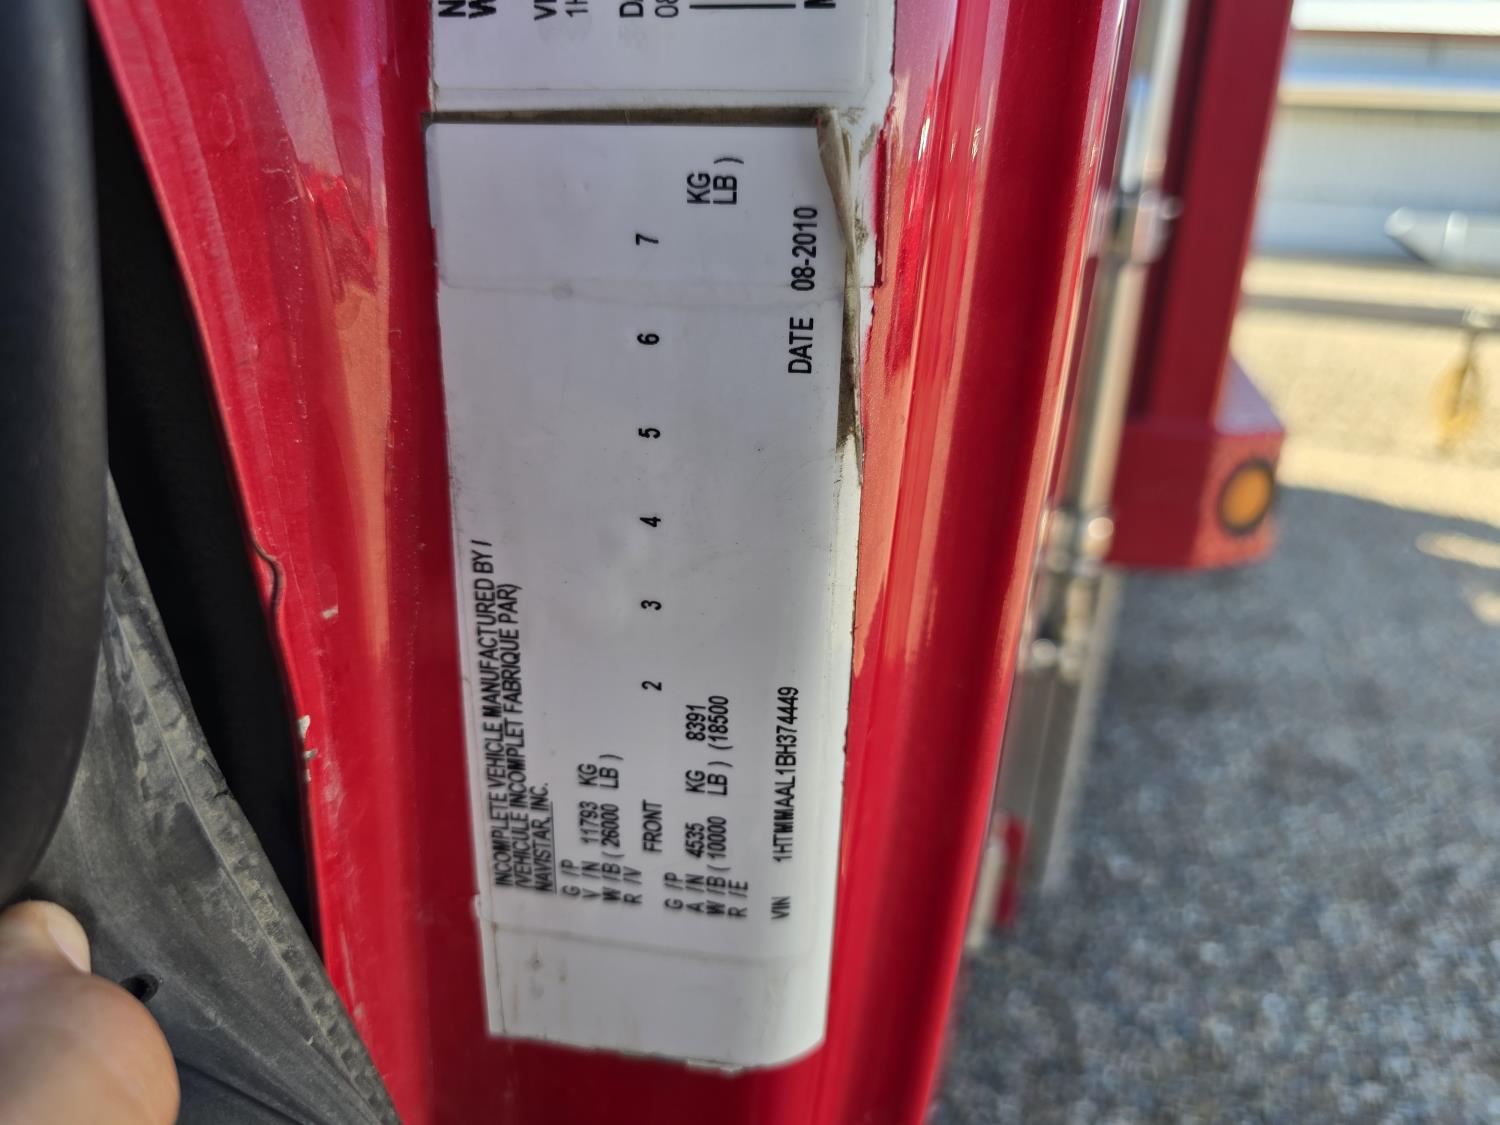 INCOMPLETE VEHICLE MANUFACTURED BY /
(VEHICULE INCOMPLET FABRIQUE PAR)
NAVISTAR, INC.
G /P
V /N 11793 KG
W /B ( 26000 LB )
R /V
FRONT 2 3 4 5 6 7
G /P
A /N 4535 KG 8391 KG
W /B ( 10000 LB ) (18500 LB )
R /E
VIN 1HTMMAAL1BH374449 DATE 08-2010